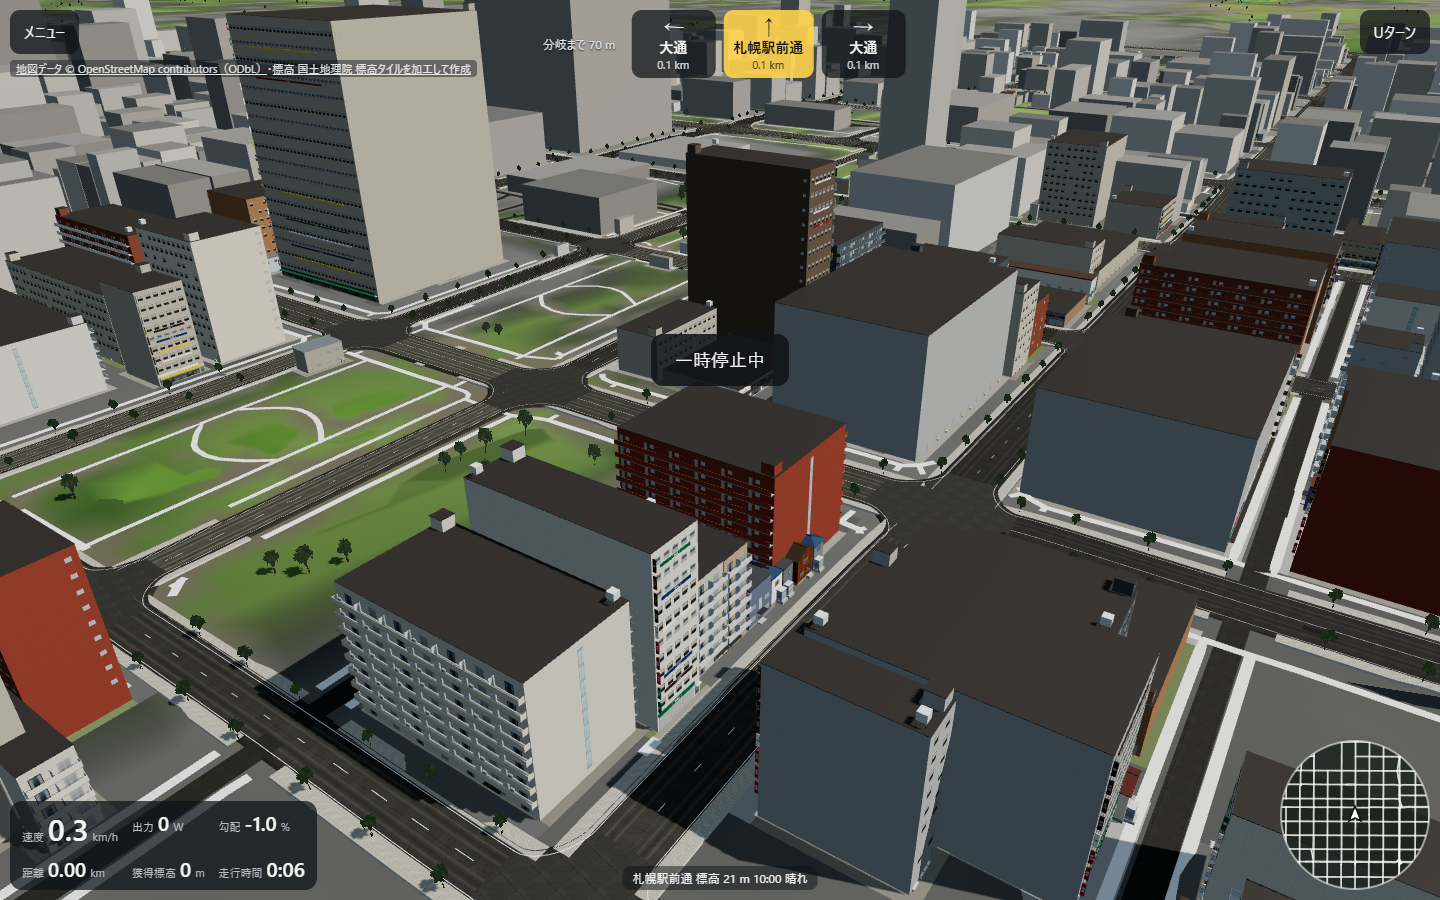 メニュー
地図データ © OpenStreetMap contributors（ODbL）・標高 国土地理院 標高タイルを加工して作成
分岐まで 70 m
←
大通
0.1 km
↑
札幌駅前通
0.1 km
→
大通
0.1 km
Uターン
一時停止中
速度 0.3 km/h 出力 0 W 勾配 -1.0 %
距離 0.00 km 獲得標高 0 m 走行時間 0:06
札幌駅前通 標高 21 m 10:00 晴れ